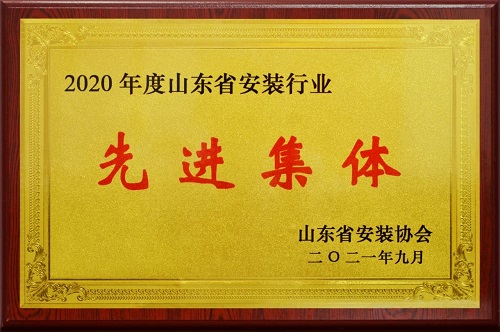 2020 年度山东省安装行业
先进集体
山东省安装协会
二〇二一年九月